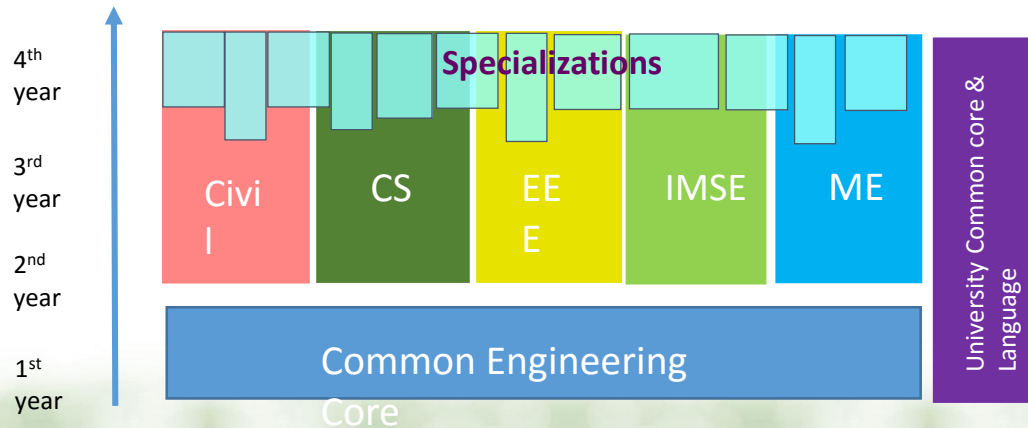 4th
year
Specializations
3rd
year
Civi
l
CS
EE
E
IMSE
ME
2nd
year
1st
year
Common Engineering
Core
University Common core &
Language